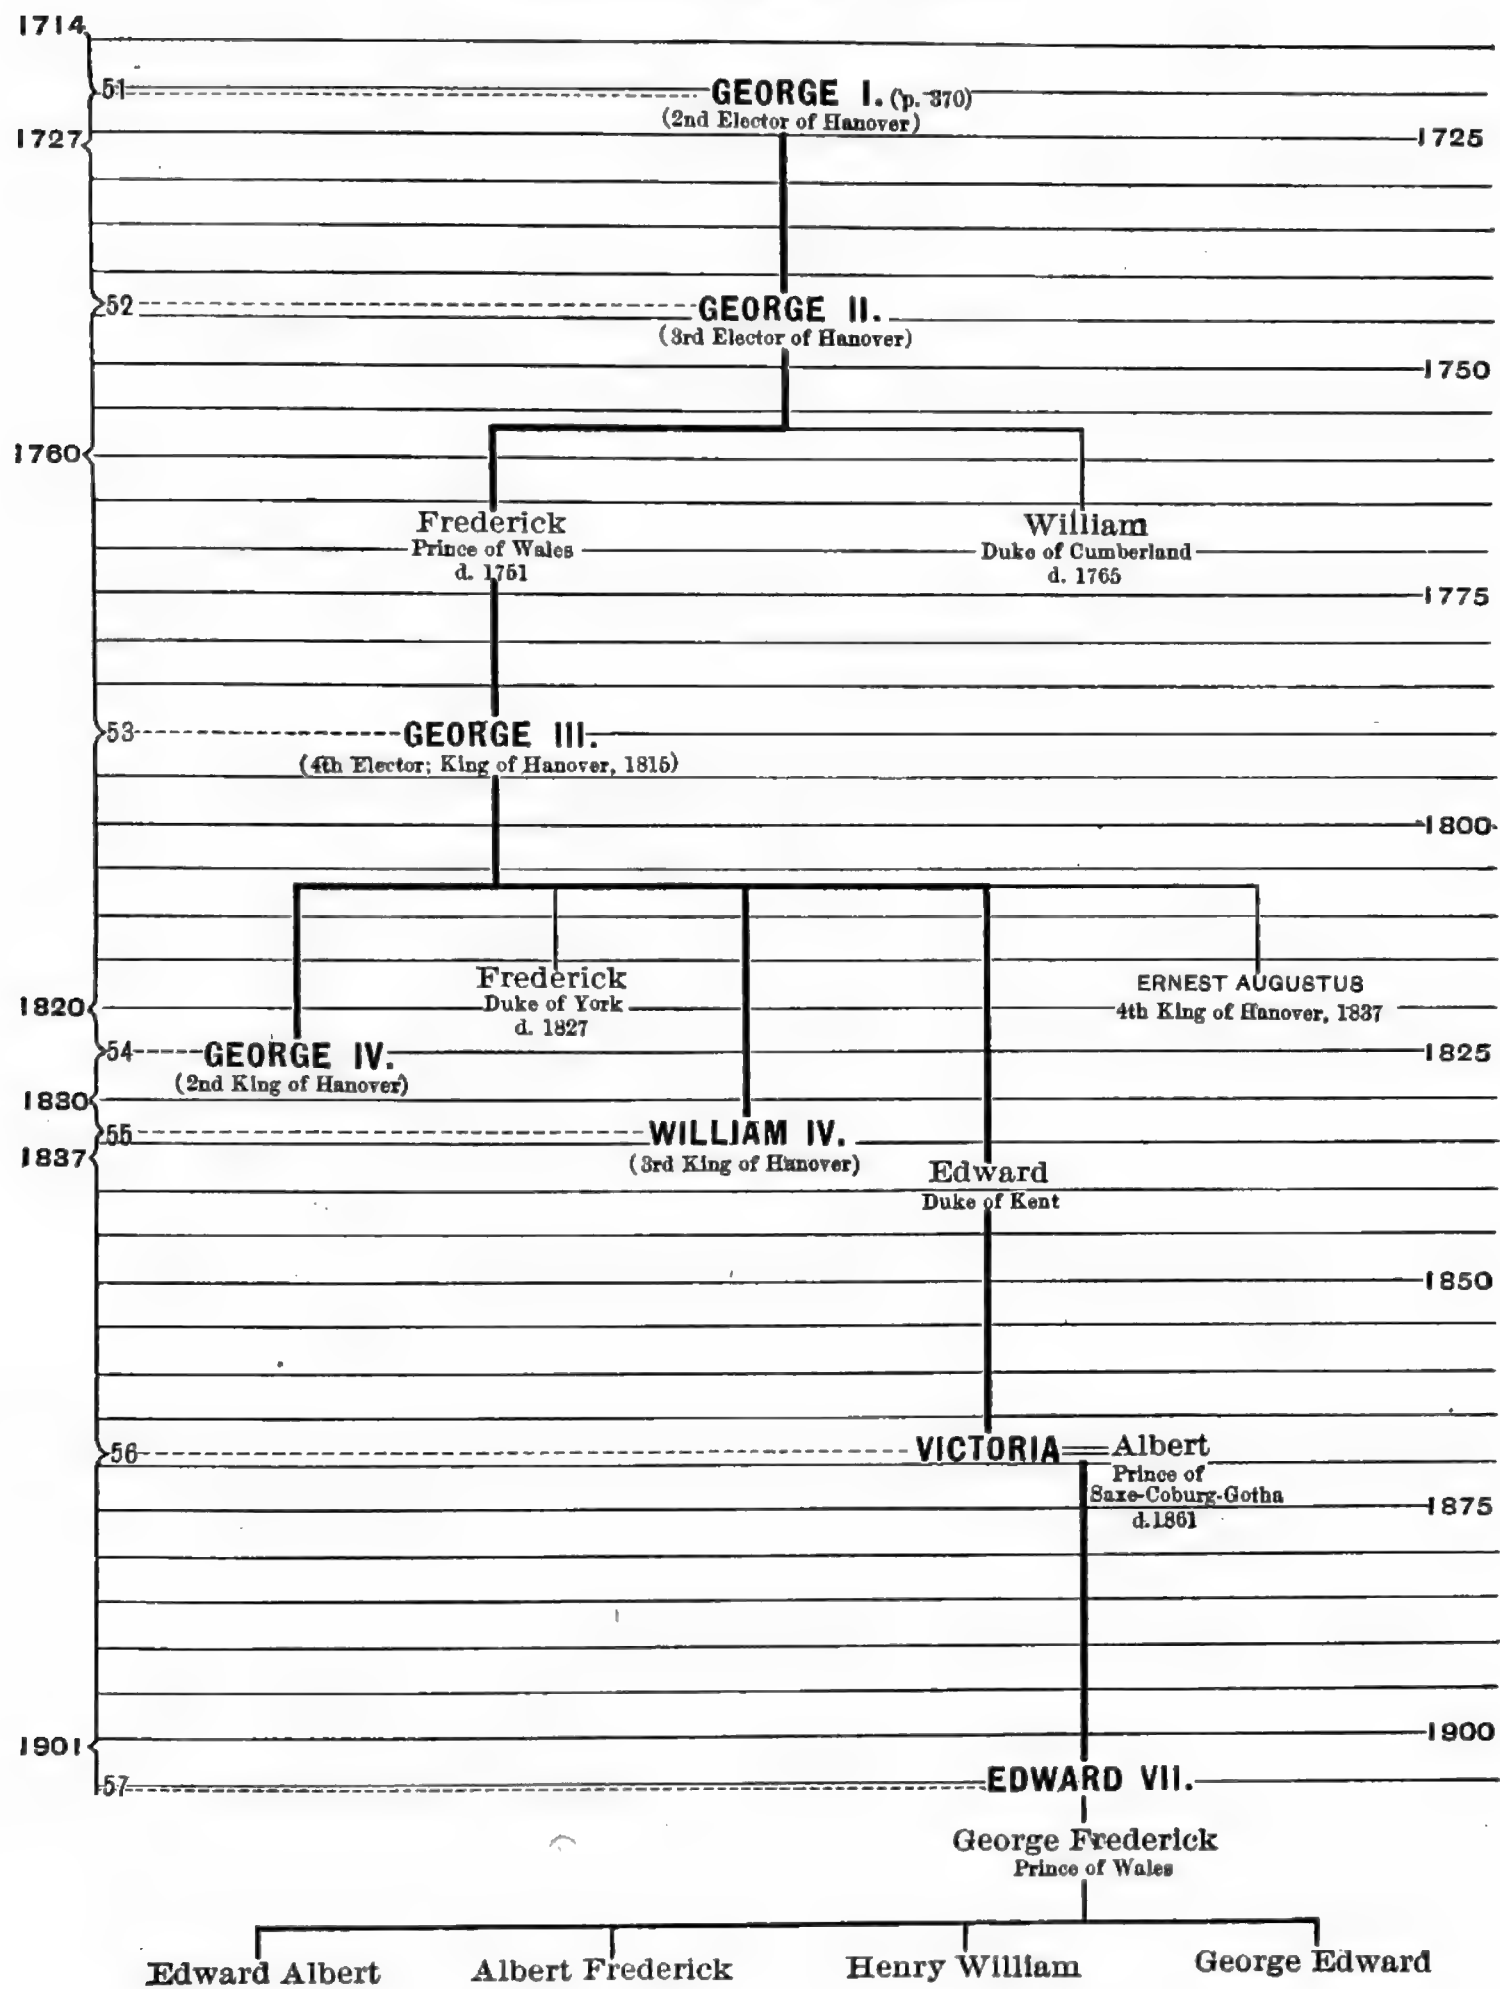 1714
51 GEORGE I. (p. 370)
(2nd Elector of Hanover)
1727 1725
52 GEORGE II.
(3rd Elector of Hanover)
1750
1760
Frederick
Prince of Wales
d. 1751
William
Duke of Cumberland
d. 1765
1775
53 GEORGE III.
(4th Elector; King of Hanover, 1815)
1800
Frederick
Duke of York
d. 1827
ERNEST AUGUSTUS
4th King of Hanover, 1837
1820
54 GEORGE IV. 1825
(2nd King of Hanover)
1830
55 WILLIAM IV.
(3rd King of Hanover)
1837
Edward
Duke of Kent
1850
56 VICTORIA Albert
Prince of
Saxe-Coburg-Gotha
d. 1861
1875
1901 1900
57 EDWARD VII.
George Frederick
Prince of Wales
Edward Albert Albert Frederick Henry William George Edward